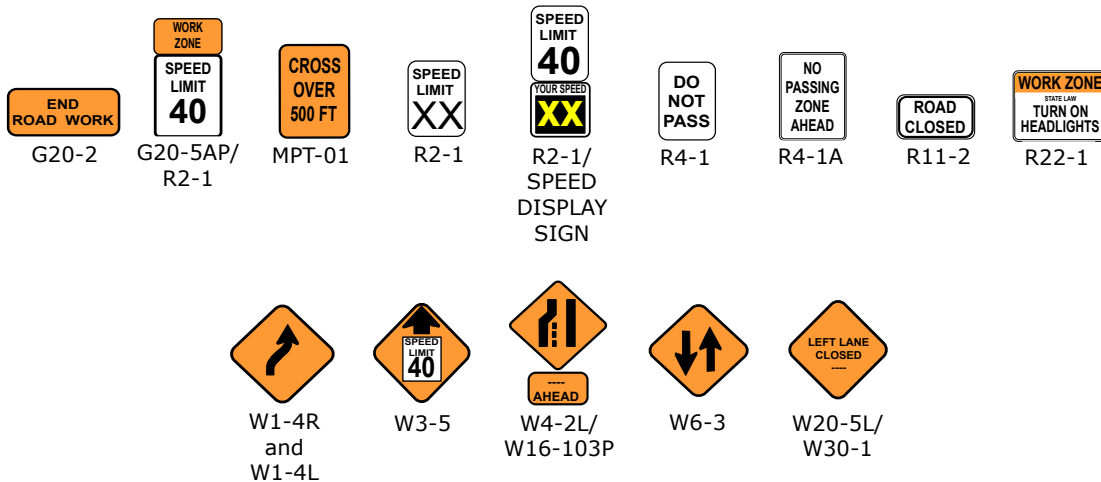 END
ROAD WORK
G20-2
WORK
ZONE
SPEED
LIMIT
40
G20-5AP/
R2-1
CROSS
OVER
500 FT
MPT-01
SPEED
LIMIT
XX
R2-1
SPEED
LIMIT
40
YOUR SPEED
XX
R2-1/
SPEED
DISPLAY
SIGN
DO
NOT
PASS
R4-1
NO
PASSING
ZONE
AHEAD
R4-1A
ROAD
CLOSED
R11-2
WORK ZONE
STATE LAW
TURN ON
HEADLIGHTS
R22-1
W1-4R
and
W1-4L
SPEED
LIMIT
40
W3-5
----
AHEAD
W4-2L/
W16-103P
W6-3
LEFT LANE
CLOSED
----
W20-5L/
W30-1